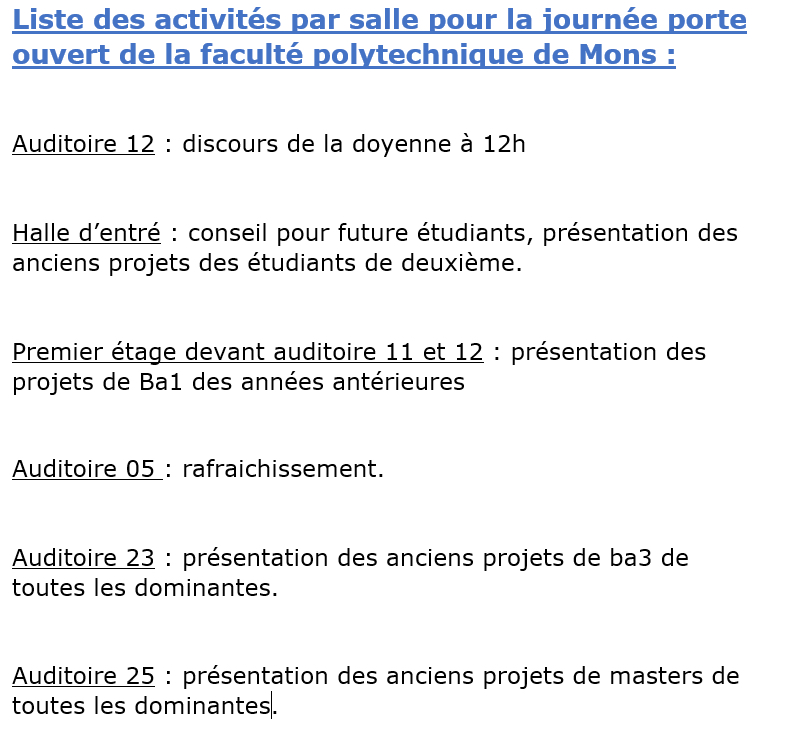 Liste des activités par salle pour la journée porte
ouvert de la faculté polytechnique de Mons :
Auditoire 12 : discours de la doyenne à 12h
Halle d’entré : conseil pour future étudiants, présentation des
anciens projets des étudiants de deuxième.
Premier étage devant auditoire 11 et 12 : présentation des
projets de Ba1 des années antérieures
Auditoire 05 : rafraichissement.
Auditoire 23 : présentation des anciens projets de ba3 de
toutes les dominantes.
Auditoire 25 : présentation des anciens projets de masters de
toutes les dominantes.